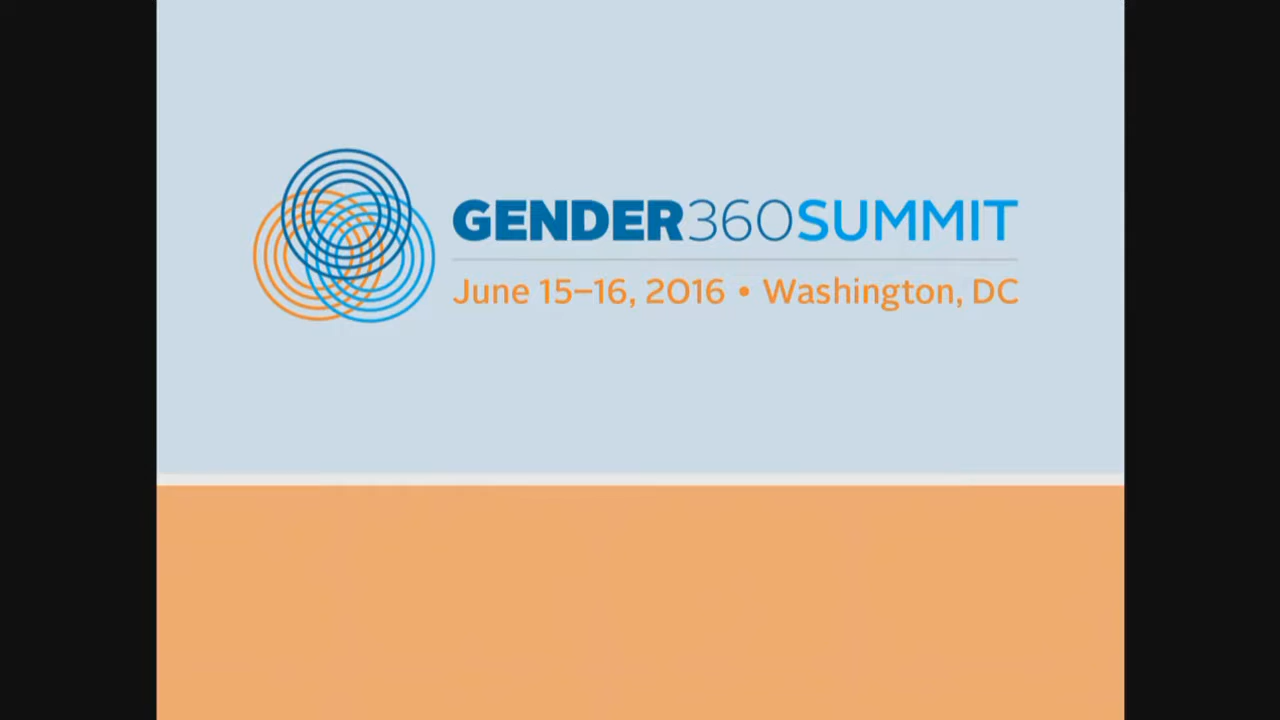 GENDER360SUMMIT
June 15–16, 2016 • Washington, DC